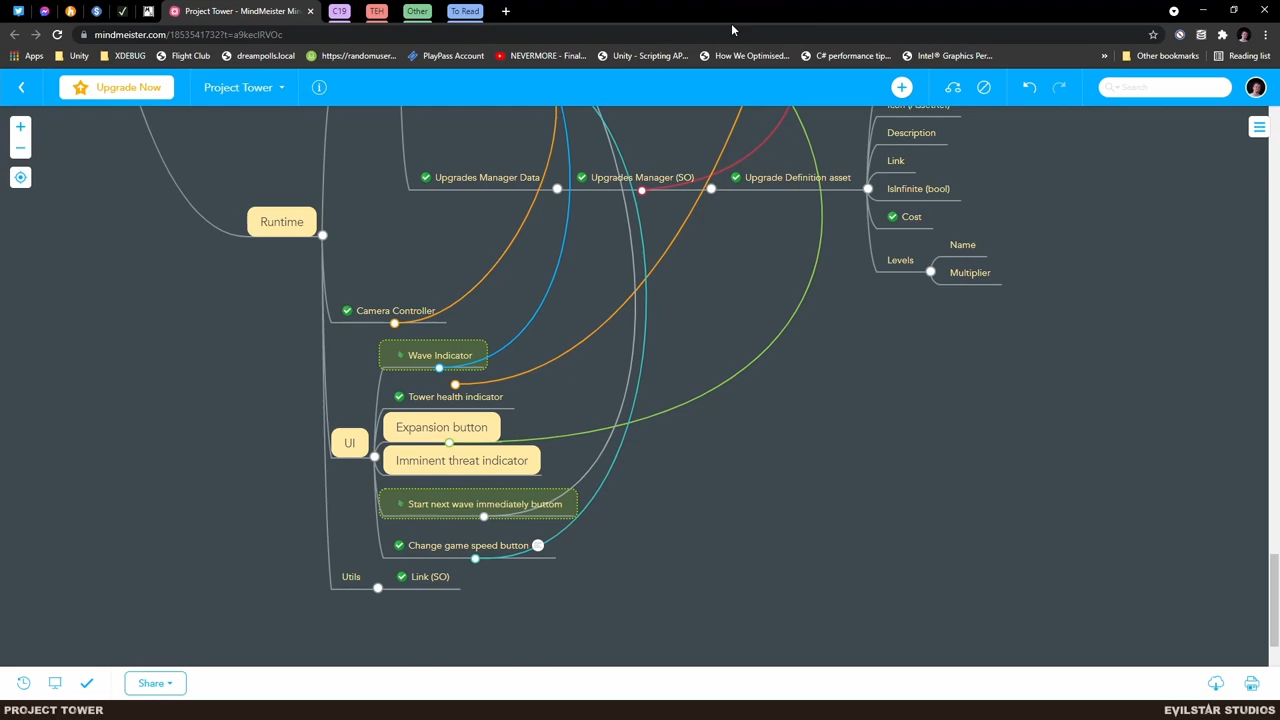 Project Tower - MindMeister Min
C19
TEH
Other
To Read
mindmeister.com/1853541732?t=a9keclRVOc
Apps
Unity
XDEBUG
Flight Club
dreampolls.com
https://randomuser...
PlayPass Account
NEVERMORE - Final...
Unity - Scripting AP...
How We Optimised...
C# performance tip...
Intel® Graphics Per...
Other bookmarks
Reading list
Upgrade Now
Project Tower
Search
Description
Link
Upgrades Manager Data
Upgrades Manager (SO)
Upgrade Definition asset
IsInfinite (bool)
Cost
Runtime
Name
Levels
Multiplier
Camera Controller
Wave Indicator
Tower health indicator
Expansion button
UI
Imminent threat indicator
Start next wave immediately buttom
Change game speed button
Utils
Link (SO)
Share
PROJECT TOWER
EVILSTAR STUDIOS